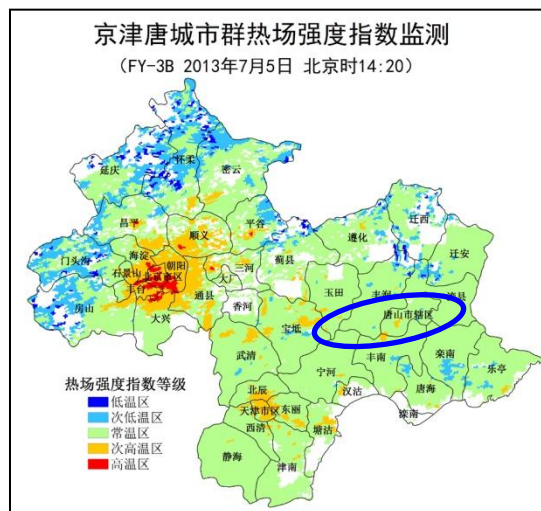 京津唐城市群热场强度指数监测
(FY-3B 2013年7月5日 北京时14:20)
延庆
怀柔
密云
昌平
顺义
平谷
门头沟
海淀
朝阳
石景山
北京市区
丰台
通县
大厂
三河
蓟县
遵化
迁西
迁安
房山
大兴
香河
宝坻
玉田
丰润
滦县
唐山市辖区
武清
宁河
丰南
滦南
乐亭
汉沽
唐海
滦南
北辰
天津市区
东丽
西清
塘沽
静海
津南
热场强度指数等级
低温区
次低温区
常温区
次高温区
高温区